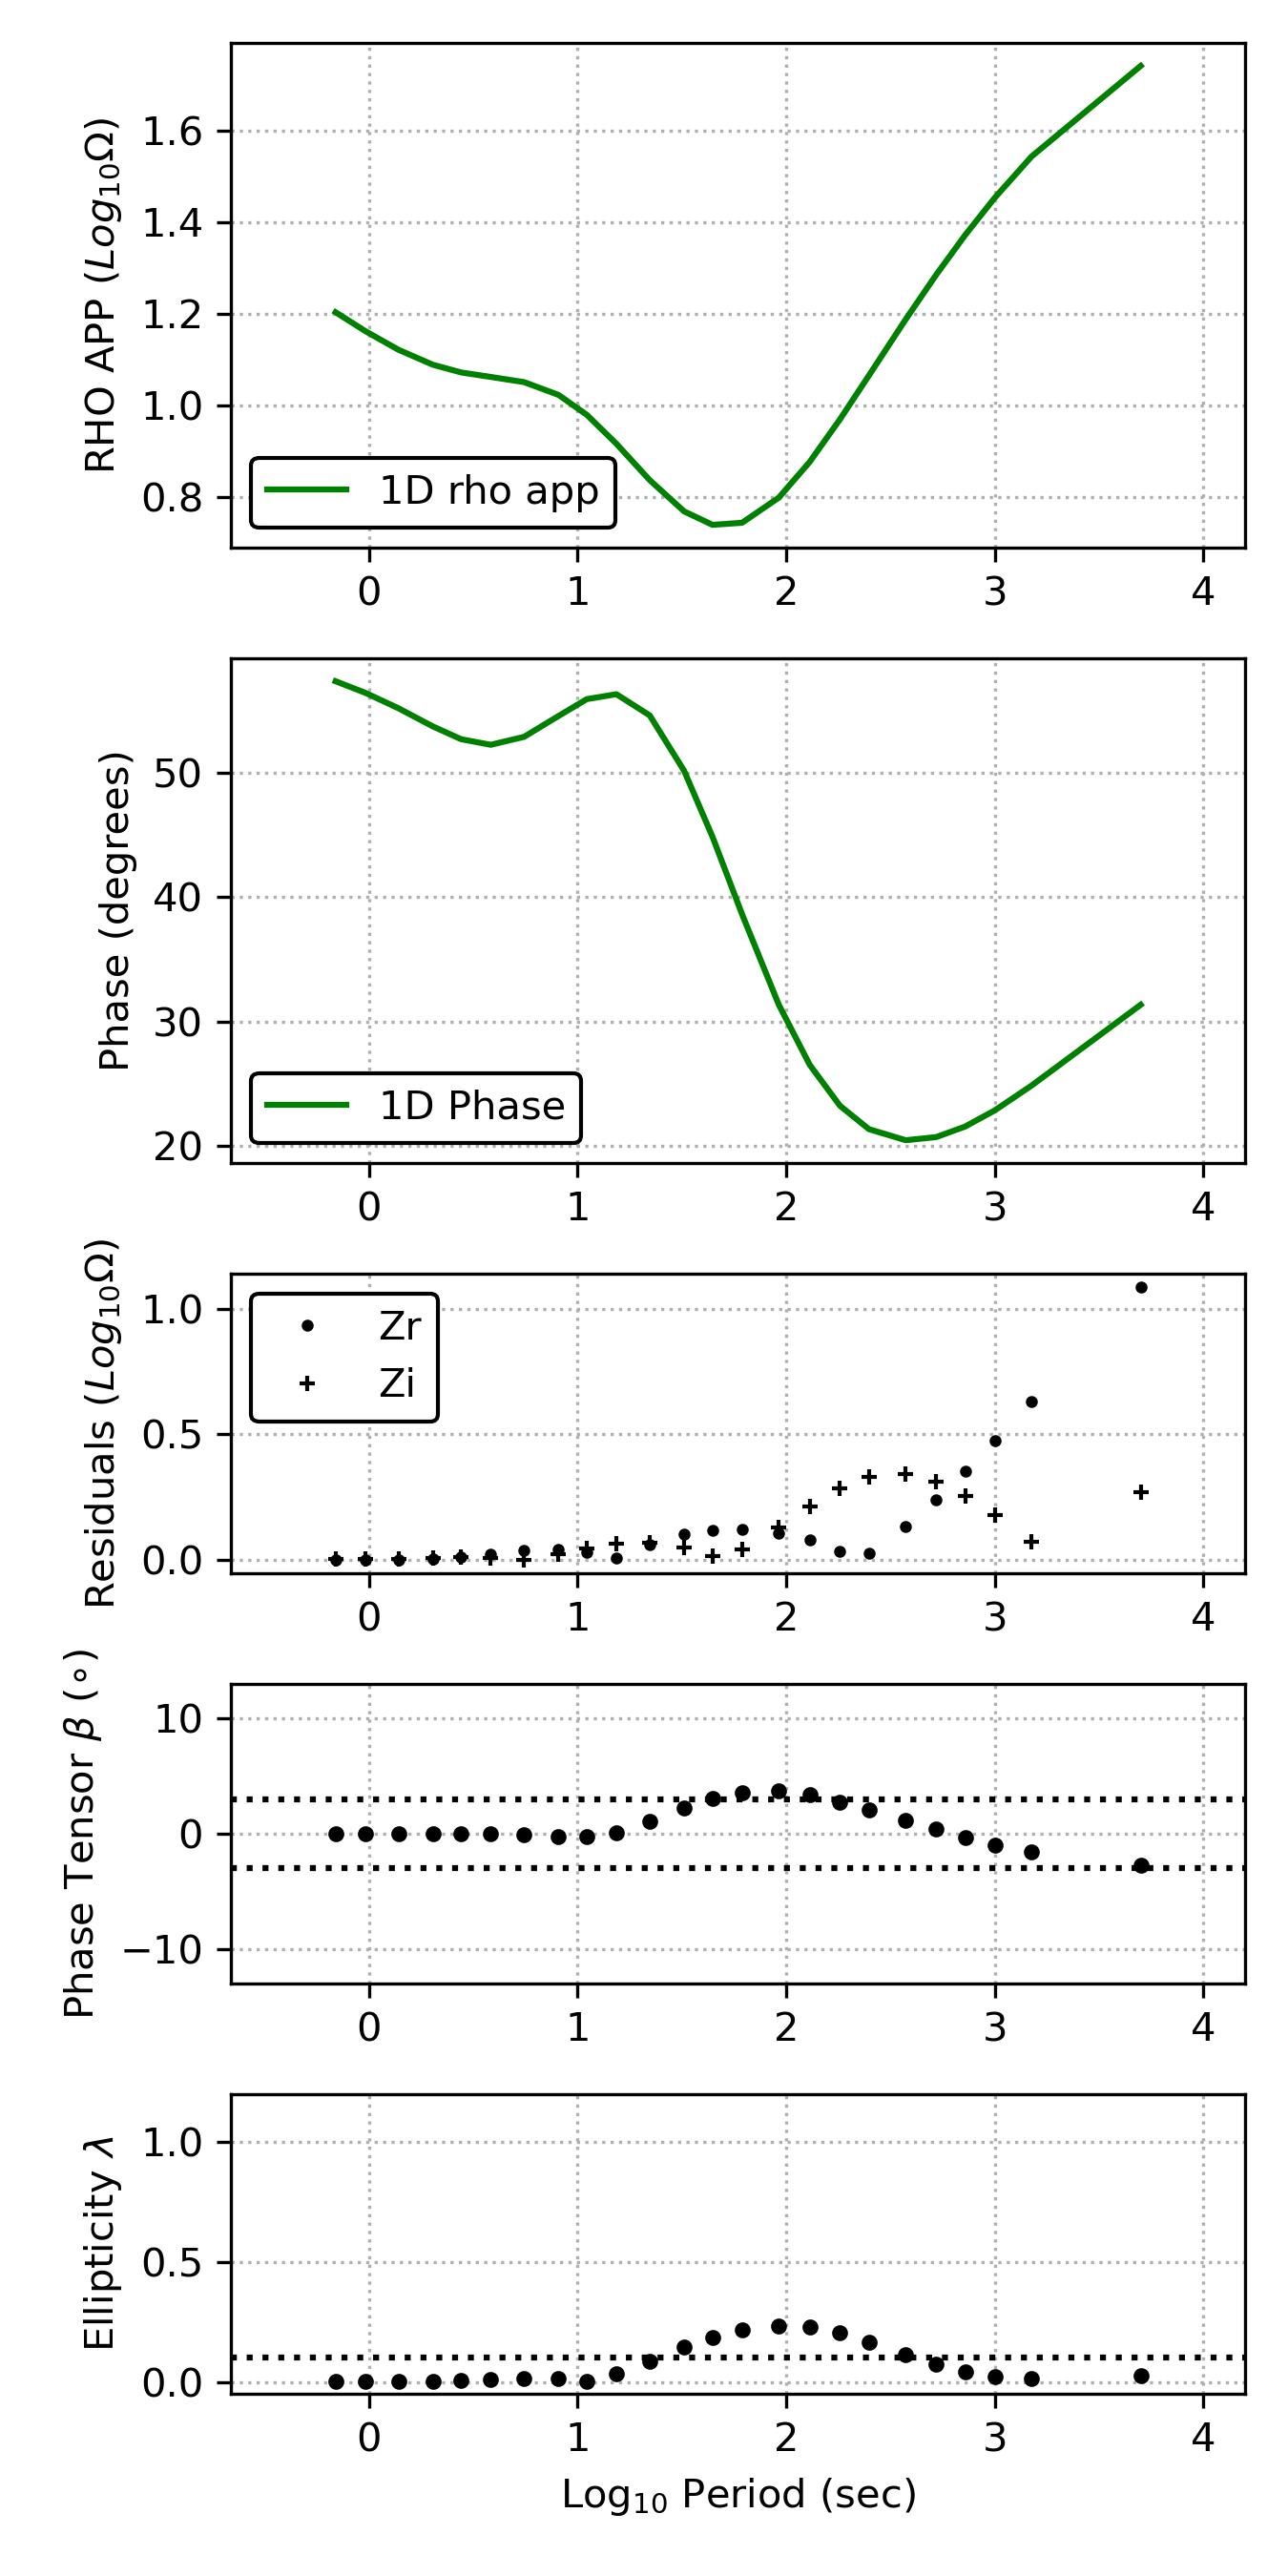 RHO APP (Log₁₀Ω)
1.6
1.4
1.2
1.0
0.8
1D rho app
0 1 2 3 4
Phase (degrees)
50
40
30
20
1D Phase
0 1 2 3 4
Residuals (Log₁₀Ω)
1.0
0.5
0.0
Zr
Zi
0 1 2 3 4
Phase Tensor β (∘)
10
0
−10
0 1 2 3 4
Ellipticity λ
1.0
0.5
0.0
0 1 2 3 4
Log₁₀ Period (sec)